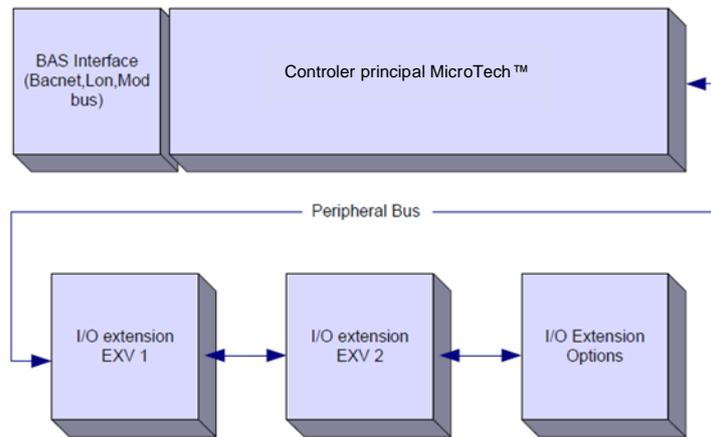 BAS Interface
(Bacnet,Lon,Mod
bus)
Controler principal MicroTech™
Peripheral Bus
I/O extension
EXV 1
I/O extension
EXV 2
I/O Extension
Options